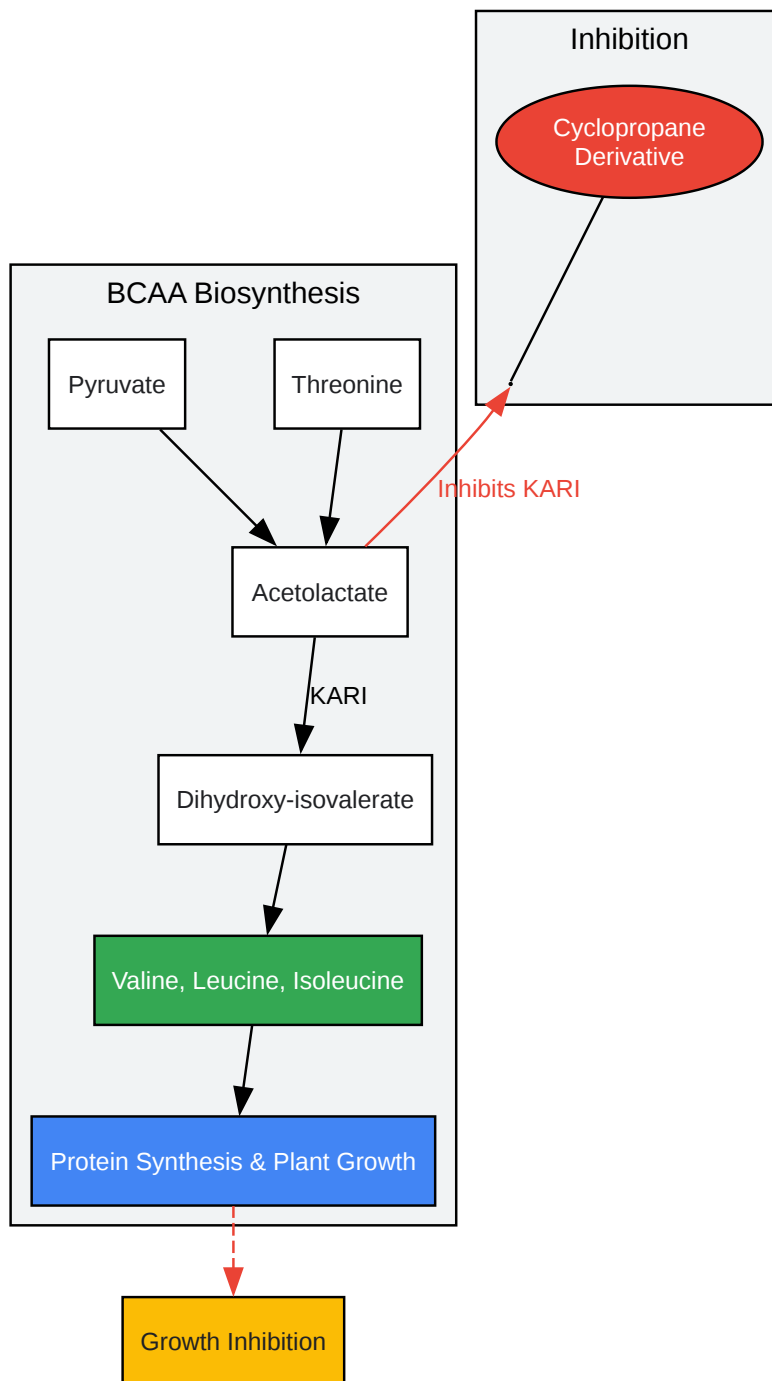 Inhibition
Cyclopropane
Derivative
BCAA Biosynthesis
Pyruvate
Threonine
Inhibits KARI
Acetolactate
KARI
Dihydroxy-isovalerate
Valine, Leucine, Isoleucine
Protein Synthesis & Plant Growth
Growth Inhibition